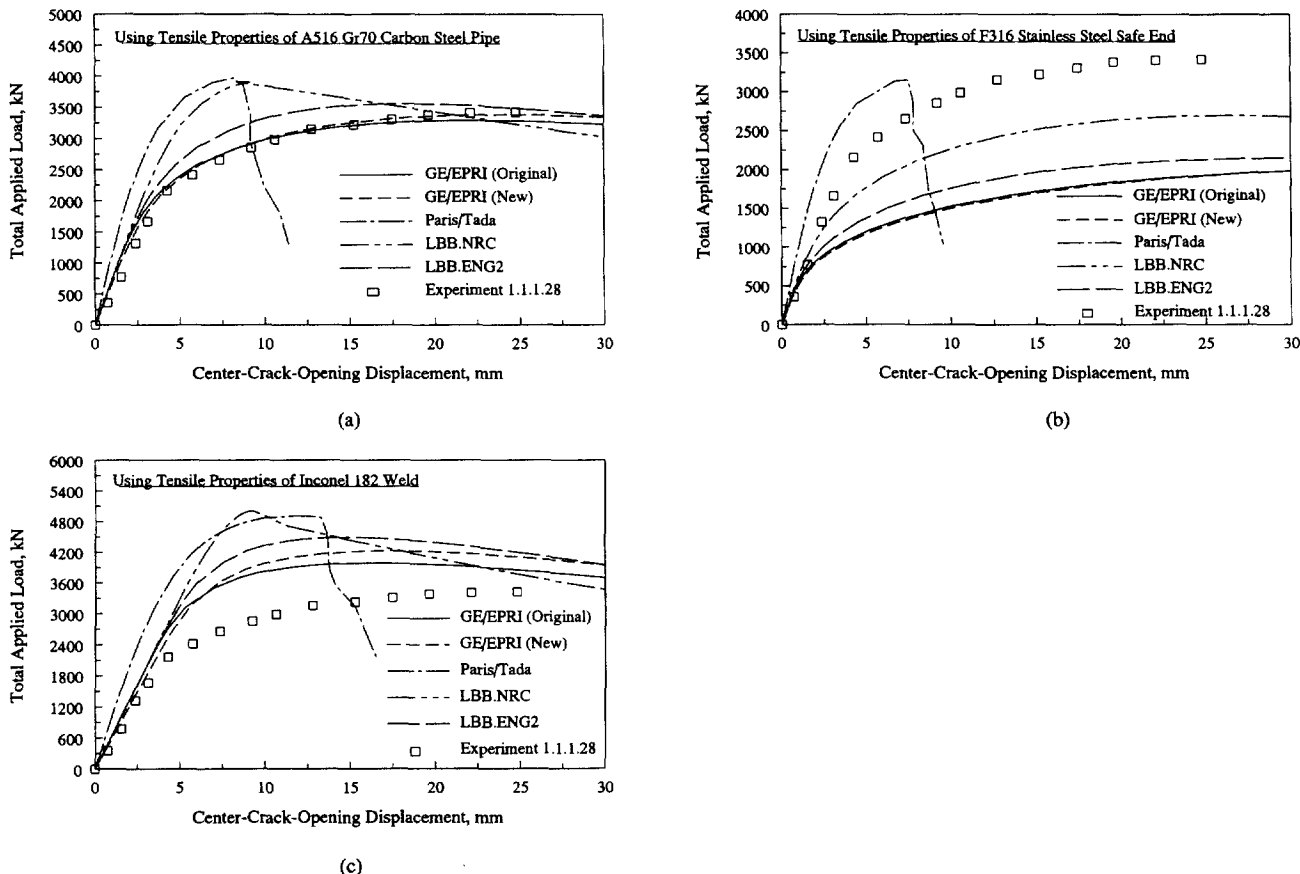 Using Tensile Properties of A516 Gr70 Carbon Steel Pipe
5000
4500
4000
3500
3000
2500
2000
1500
1000
500
0
Total Applied Load, kN
GE/EPRI (Original)
GE/EPRI (New)
Paris/Tada
LBB.NRC
LBB.ENG2
Experiment 1.1.1.28
0 5 10 15 20 25 30
Center-Crack-Opening Displacement, mm
(a)
Using Tensile Properties of F316 Stainless Steel Safe End
4000
3500
3000
2500
2000
1500
1000
500
0
Total Applied Load, kN
GE/EPRI (Original)
GE/EPRI (New)
Paris/Tada
LBB.NRC
LBB.ENG2
Experiment 1.1.1.28
0 5 10 15 20 25 30
Center-Crack-Opening Displacement, mm
(b)
Using Tensile Properties of Inconel 182 Weld
6000
5400
4800
4200
3600
3000
2400
1800
1200
600
0
Total Applied Load, kN
GE/EPRI (Original)
GE/EPRI (New)
Paris/Tada
LBB.NRC
LBB.ENG2
Experiment 1.1.1.28
0 5 10 15 20 25 30
Center-Crack-Opening Displacement, mm
(c)